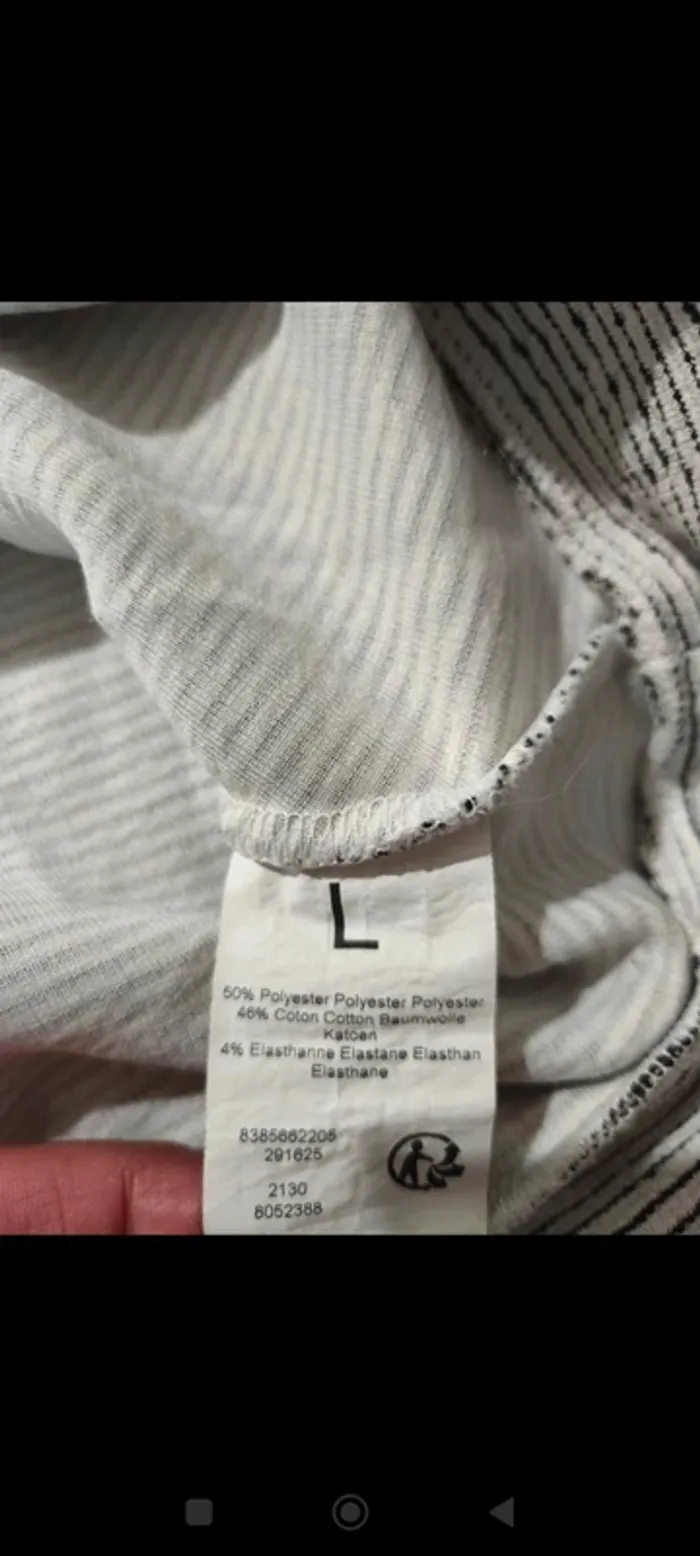 L
50% Polyester Polyester Polyester
46% Coton Cotton Baumwolle
Katoen
4% Elasthanne Elastane Elasthan
Elasthane
8385662205
291625
2130
8052388